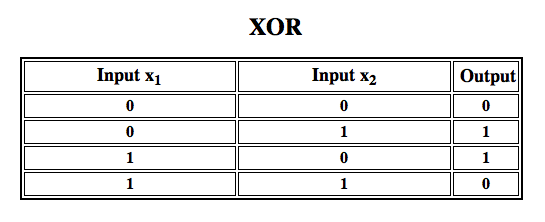 XOR
Input x1 Input x2 Output
0 0 0
0 1 1
1 0 1
1 1 0